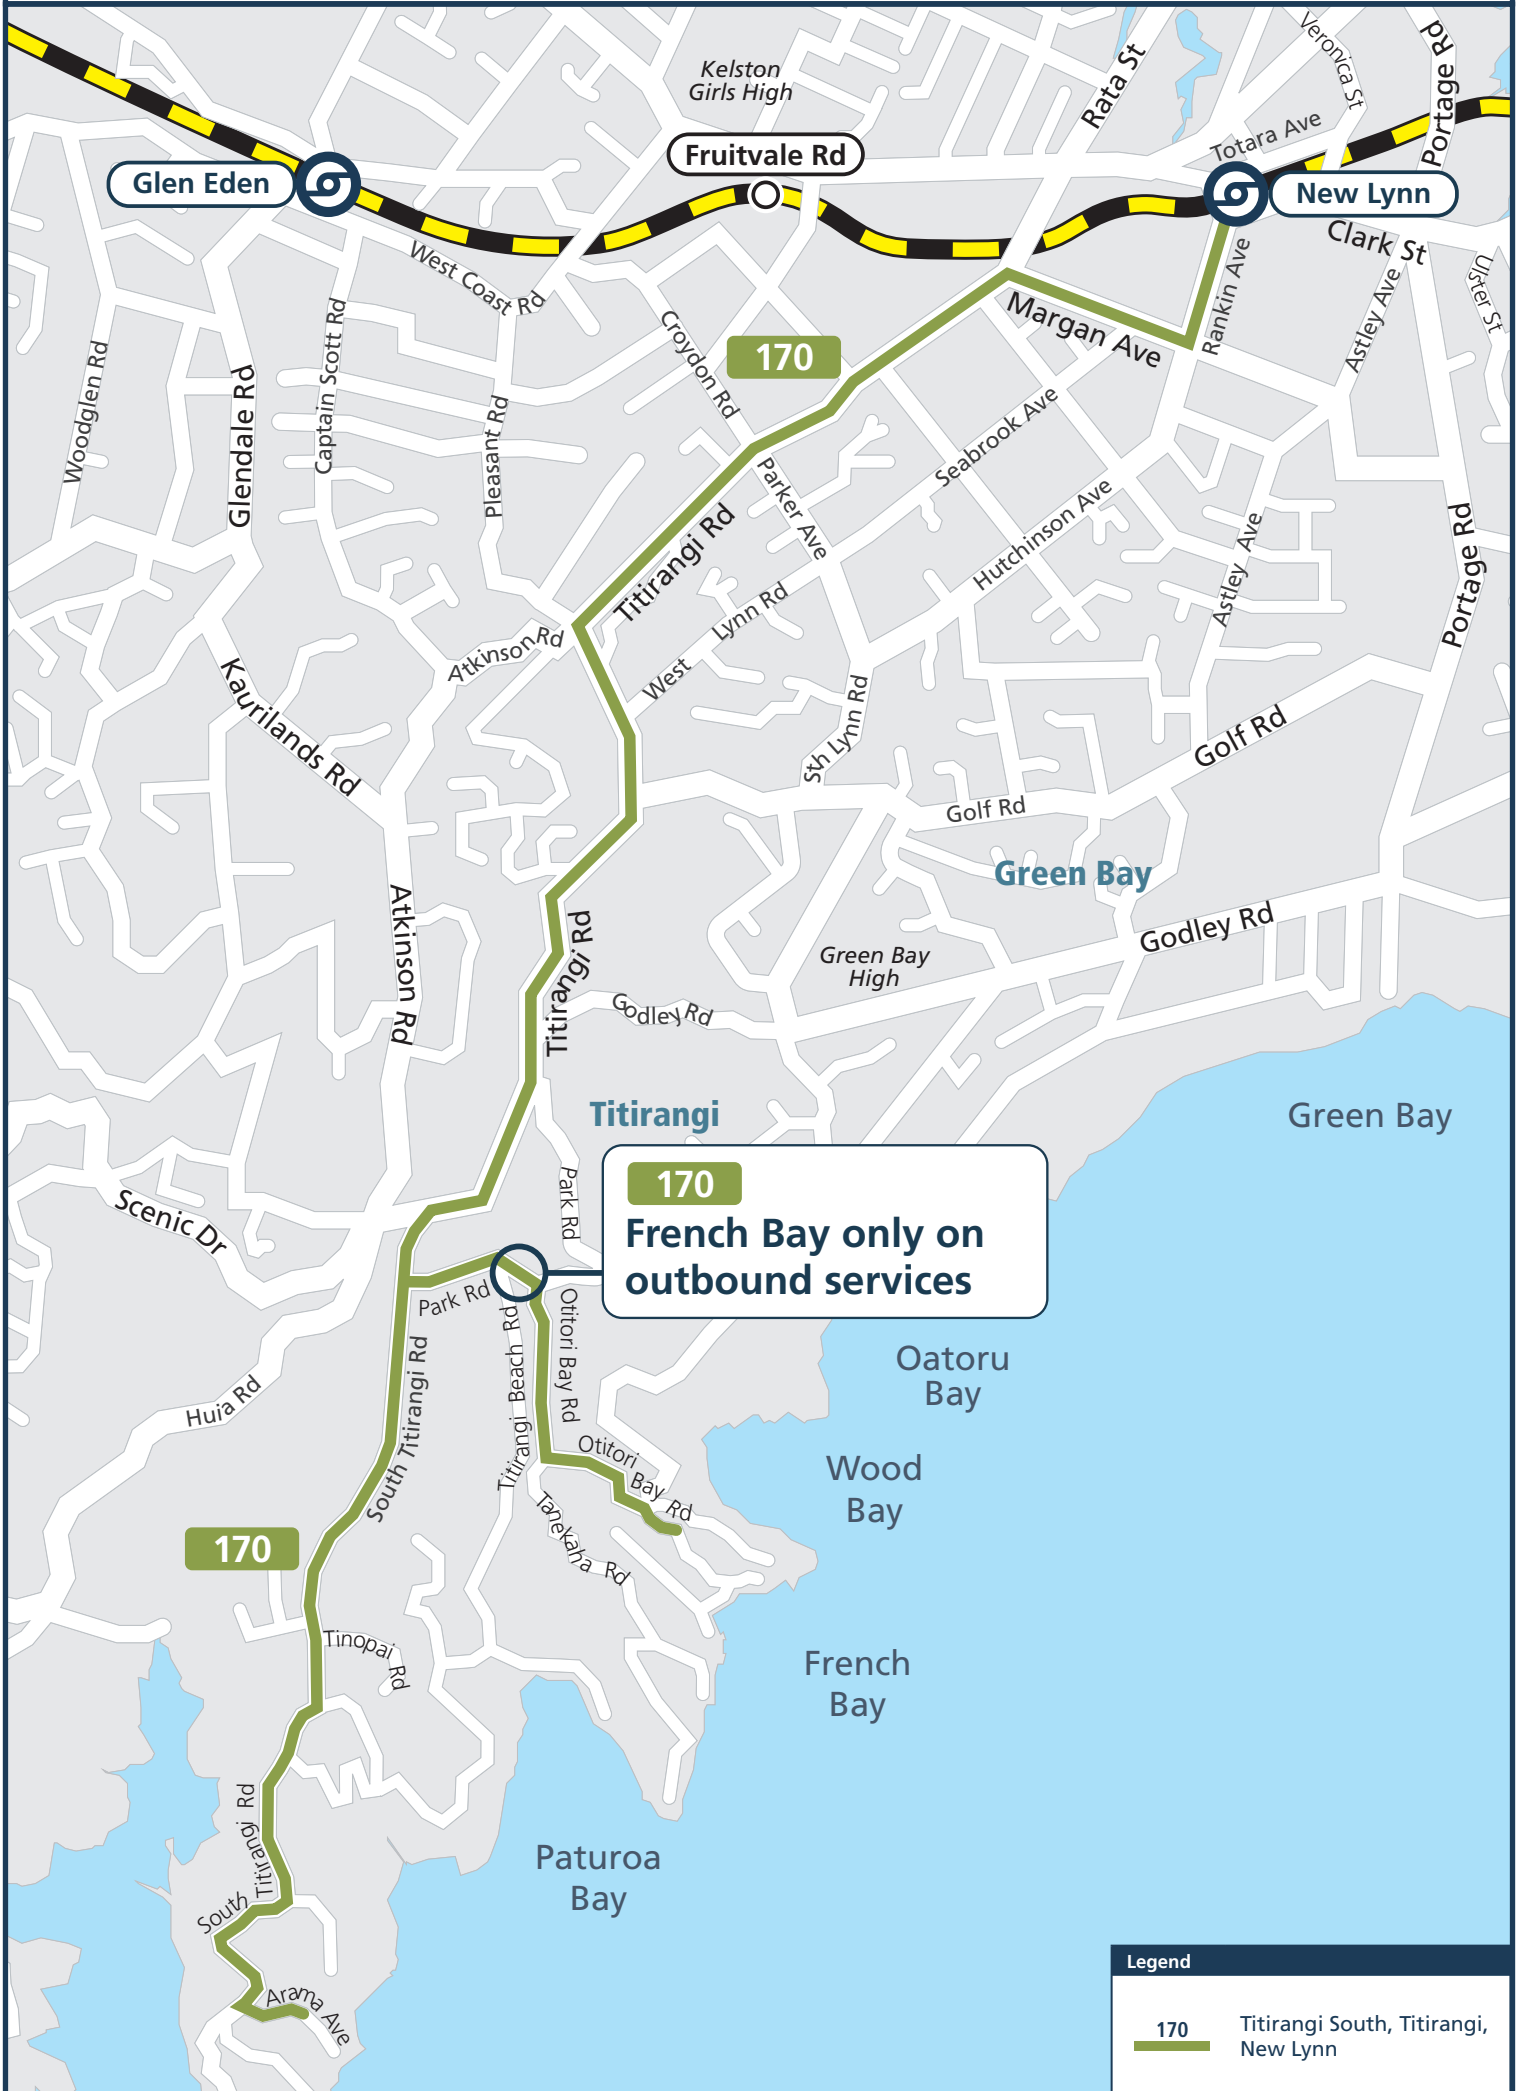 Veronica St
Portage Rd
Rata St
Kelston
Girls High
Totara Ave
Fruitvale Rd
Glen Eden
New Lynn
Clark St
Ulster St
West Coast Rd
Rankin Ave
Astley Ave
Margan Ave
Captain Scott Rd
Croydon Rd
170
Woodglen Rd
Glendale Rd
Pleasant Rd
Seabrook Ave
Parker Ave
Hutchinson Ave
Titirangi Rd
Astley Ave
Portage Rd
West Lynn Rd
Atkinson Rd
Kaurilands Rd
Sth Lynn Rd
Golf Rd
Golf Rd
Green Bay
Atkinson Rd
Godley Rd
Titirangi Rd
Green Bay
High
Godley Rd
Titirangi
Green Bay
Park Rd
170
French Bay only on
outbound services
Scenic Dr
Park Rd
Otitori Bay Rd
Titirangi Beach Rd
South Titirangi Rd
Oatoru
Bay
Huia Rd
Otitori Bay Rd
Wood
Bay
Tanekaha Rd
170
Tinopai Rd
French
Bay
South Titirangi Rd
Paturoa
Bay
Arama Ave
Legend
170
Titirangi South, Titirangi,
New Lynn